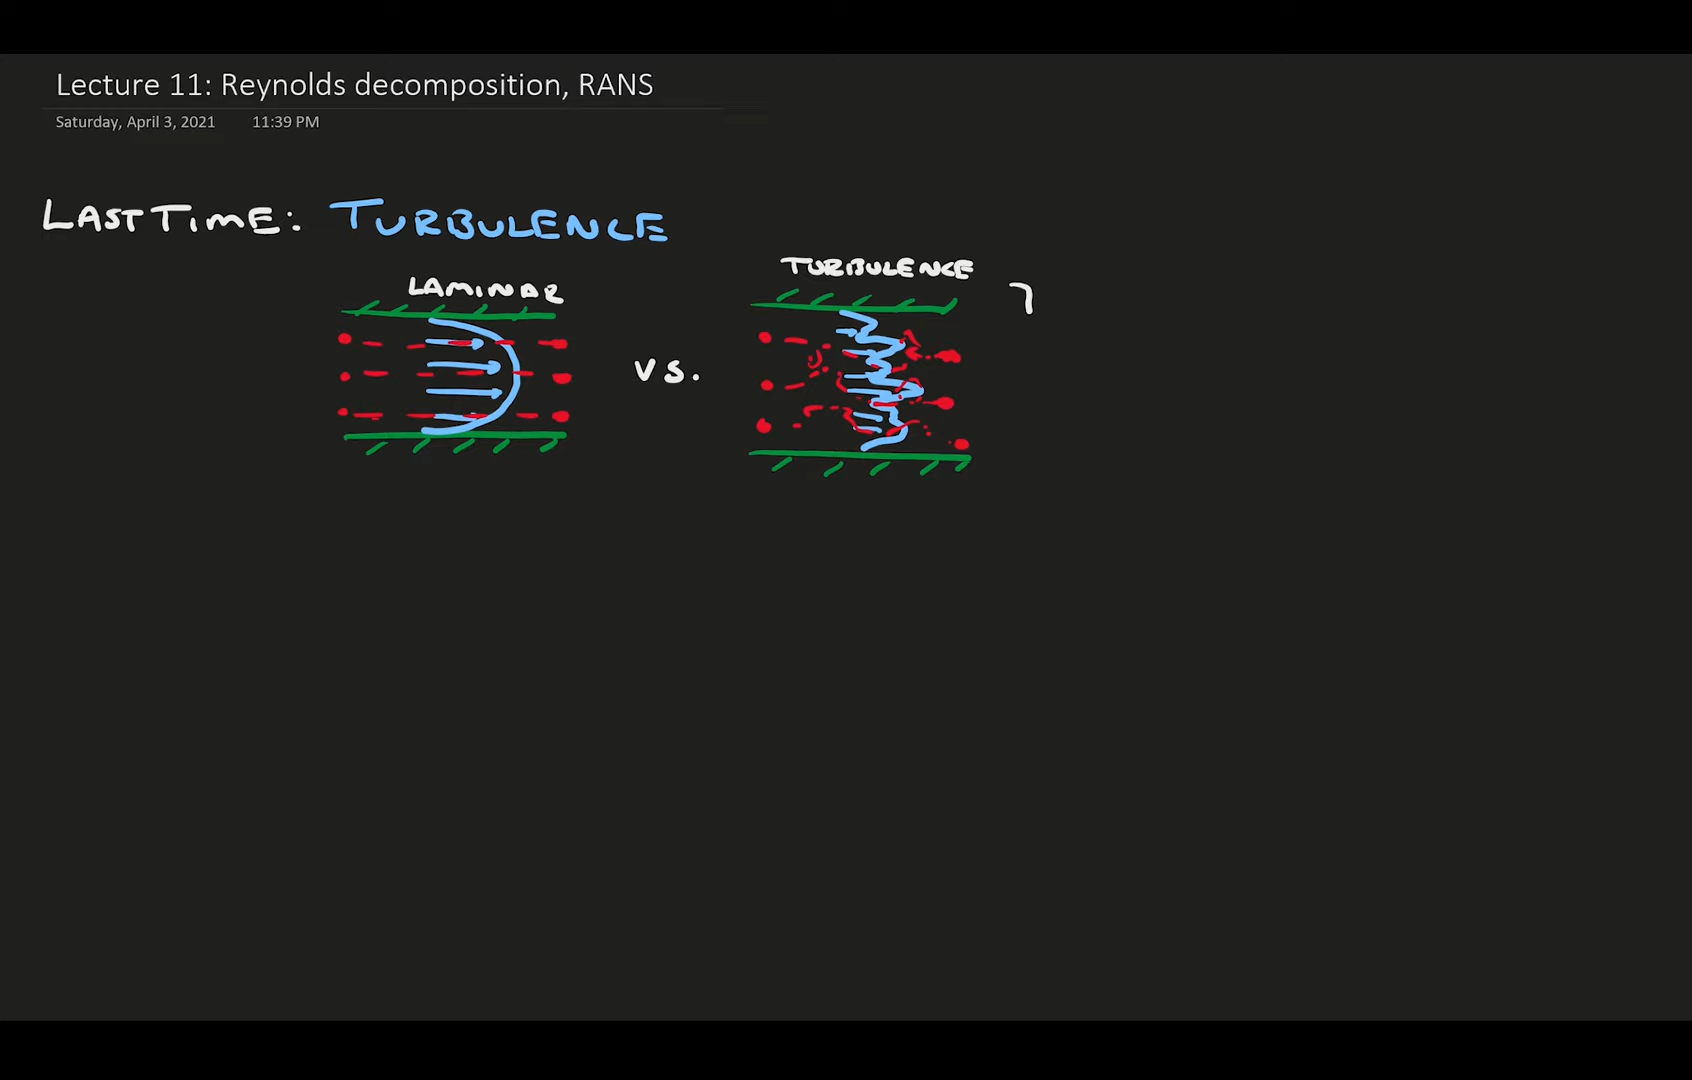 Lecture 11: Reynolds decomposition, RANS
Saturday, April 3, 2021 11:39 PM
LAST TIME: TURBULENCE
LAMINAR
TURBULENCE
vs.